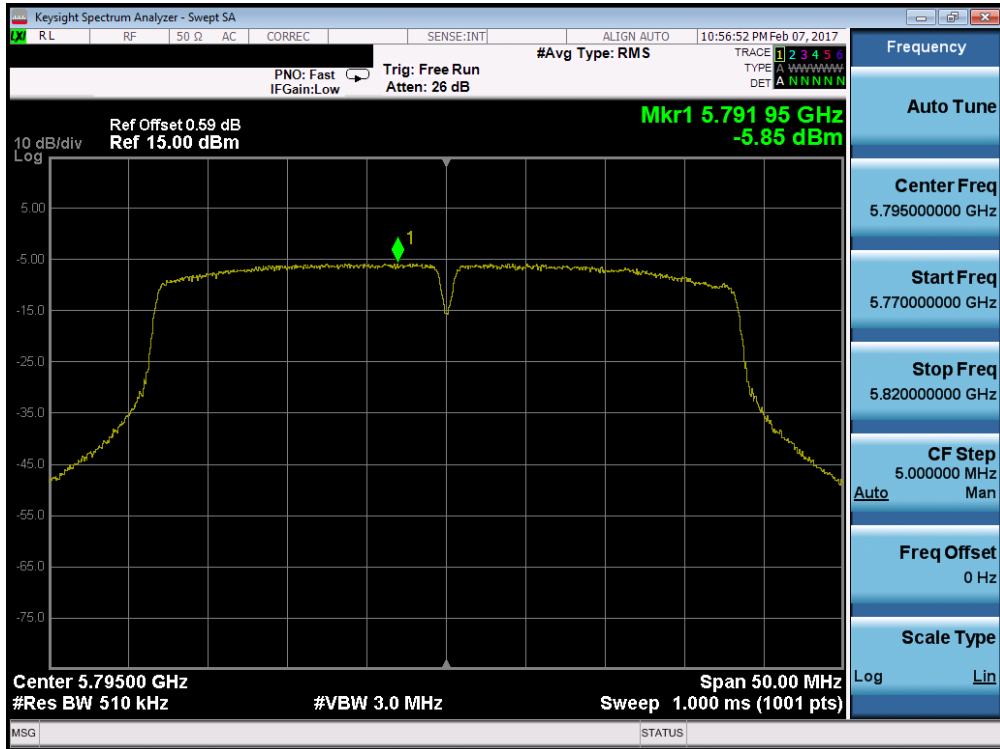 Keysight Spectrum Analyzer - Swept SA
LXI RL RF 50 Ω AC CORREC SENSE:INT ALIGN AUTO 10:56:52 PM Feb 07, 2017
#Avg Type: RMS
TRACE 1 2 3 4 5 6
TYPE A WWWWW
DET A N N N N N
PNO: Fast Trig: Free Run
IFGain:Low Atten: 26 dB
Mkr1 5.791 95 GHz
-5.85 dBm
Ref Offset 0.59 dB
10 dB/div Ref 15.00 dBm
Log
5.00
-5.00
-15.0
-25.0
-35.0
-45.0
-55.0
-65.0
-75.0
1
Center 5.79500 GHz Span 50.00 MHz
#Res BW 510 kHz #VBW 3.0 MHz Sweep 1.000 ms (1001 pts)
MSG STATUS
Frequency
Auto Tune
Center Freq
5.795000000 GHz
Start Freq
5.770000000 GHz
Stop Freq
5.820000000 GHz
CF Step
5.000000 MHz
Auto Man
Freq Offset
0 Hz
Scale Type
Log Lin